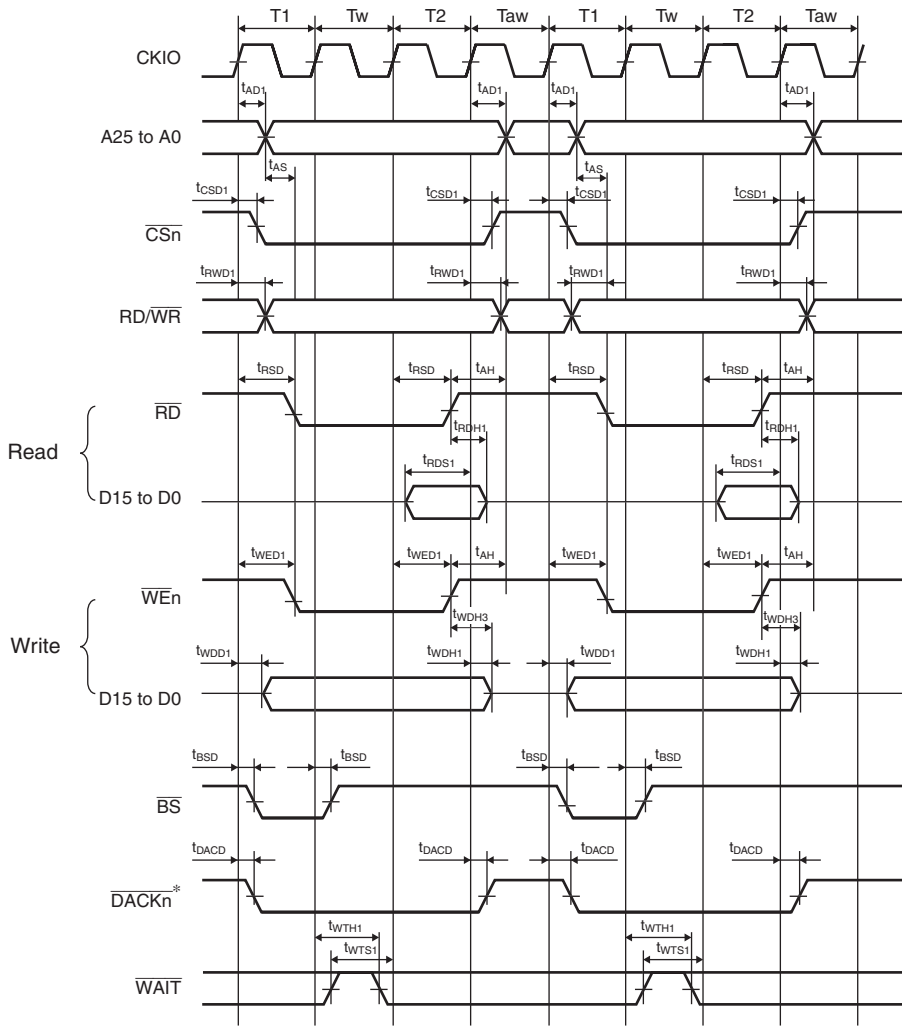 T1 Tw T2 Taw T1 Tw T2 Taw
CKIO
tAD1 tAD1 tAD1 tAD1
A25 to A0
tAS tAS
tCSD1 tCSD1 tCSD1 tCSD1
CSn
tRWD1 tRWD1 tRWD1 tRWD1
RD/WR
tRSD tRSD tAH tRSD tRSD tAH
RD
tRDH1 tRDH1
Read
tRDS1 tRDS1
D15 to D0
tWED1 tWED1 tAH tWED1 tWED1 tAH
WEn
tWDH3 tWDH3
Write
tWDD1 tWDH1 tWDD1 tWDH1
D15 to D0
tBSD tBSD tBSD tBSD
BS
tDACD tDACD tDACD tDACD
DACKn*
tWTH1 tWTH1
tWTS1 tWTS1
WAIT